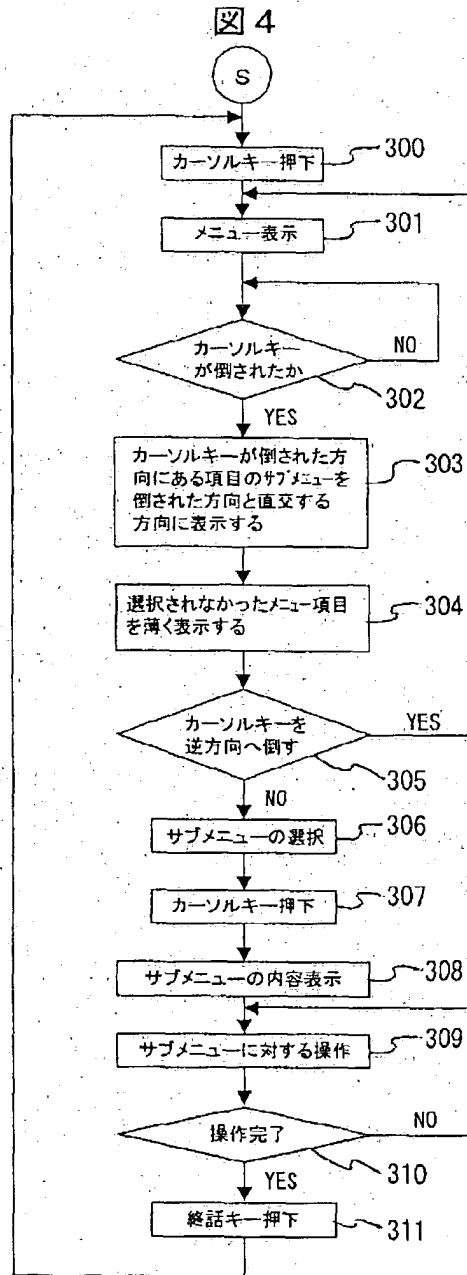 図 4
S
カーソルキー押下
300
メニュー表示
301
カーソルキー
が倒されたか
NO
302
YES
カーソルキーが倒された方
向にある項目のサブメニューを
倒された方向と直交する
方向に表示する
303
選択されなかったメニュー項目
を薄く表示する
304
カーソルキーを
逆方向へ倒す
YES
305
NO
サブメニューの選択
306
カーソルキー押下
307
サブメニューの内容表示
308
サブメニューに対する操作
309
操作完了
NO
310
YES
終話キー押下
311